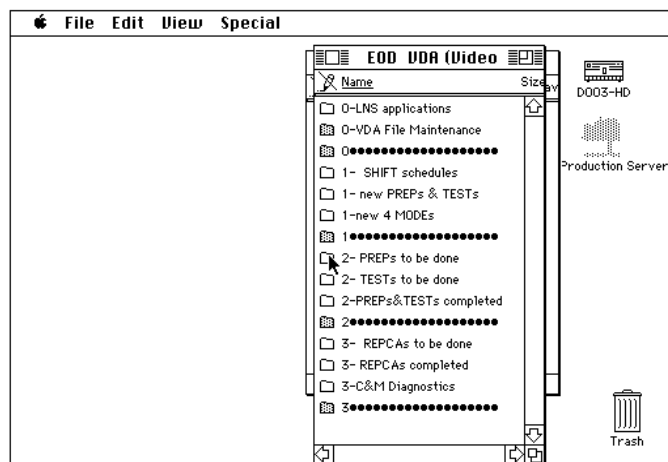 File Edit View Special
EOD VDA (Video
Name Size
av
D003-HD
Production Server
0-LNS applications
0-VDA File Maintenance
0●●●●●●●●●●●●●●●●●●●
1- SHIFT schedules
1- new PREPs & TESTs
1-new 4 MODEs
1●●●●●●●●●●●●●●●●●●●
2- PREPs to be done
2- TESTs to be done
2-PREPs&TESTs completed
2●●●●●●●●●●●●●●●●●●●
3- REPCAs to be done
3- REPCAs completed
3-C&M Diagnostics
3●●●●●●●●●●●●●●●●●●●
Trash